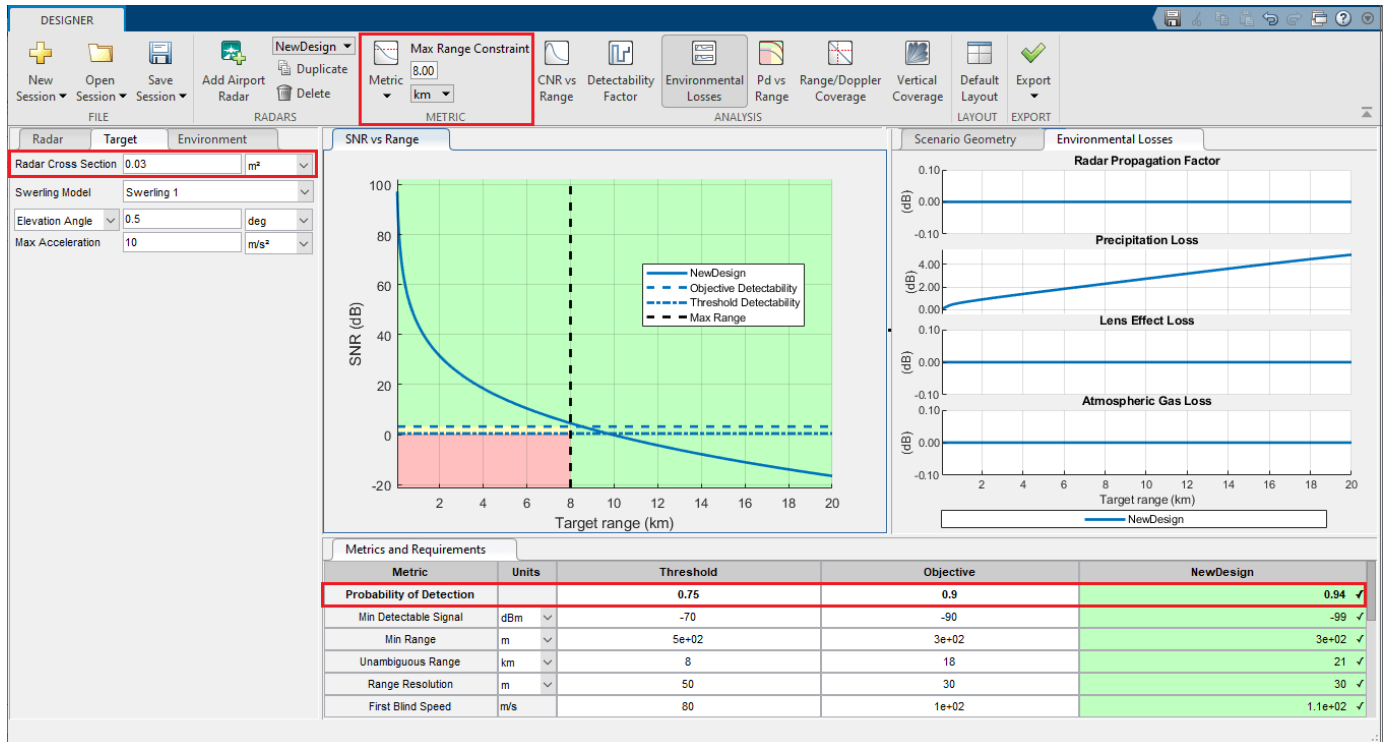 DESIGNER
New Session
Open Session
Save Session
FILE
Add Airport Radar
NewDesign
Duplicate
Delete
RADARS
Metric
Max Range Constraint
8.00
km
METRIC
CNR vs Range
Detectability Factor
Environmental Losses
Pd vs Range
Range/Doppler Coverage
Vertical Coverage
ANALYSIS
Default Layout
LAYOUT
Export
EXPORT
Radar Target Environment
Radar Cross Section 0.03 m²
Swerling Model Swerling 1
Elevation Angle 0.5 deg
Max Acceleration 10 m/s²
SNR vs Range
SNR (dB)
100
80
60
40
20
0
-20
NewDesign
Objective Detectability
Threshold Detectability
Max Range
2 4 6 8 10 12 14 16 18 20
Target range (km)
Scenario Geometry Environmental Losses
Radar Propagation Factor
(dB)
0.10
0.00
-0.10
Precipitation Loss
(dB)
4.00
2.00
0.00
Lens Effect Loss
(dB)
0.10
0.00
-0.10
Atmospheric Gas Loss
(dB)
0.10
0.00
-0.10
2 4 6 8 10 12 14 16 18 20
Target range (km)
NewDesign
Metrics and Requirements
Metric Units Threshold Objective NewDesign
Probability of Detection 0.75 0.9 0.94 ✓
Min Detectable Signal dBm -70 -90 -99 ✓
Min Range m 5e+02 3e+02 3e+02 ✓
Unambiguous Range km 8 18 21 ✓
Range Resolution m 50 30 30 ✓
First Blind Speed m/s 80 1e+02 1.1e+02 ✓